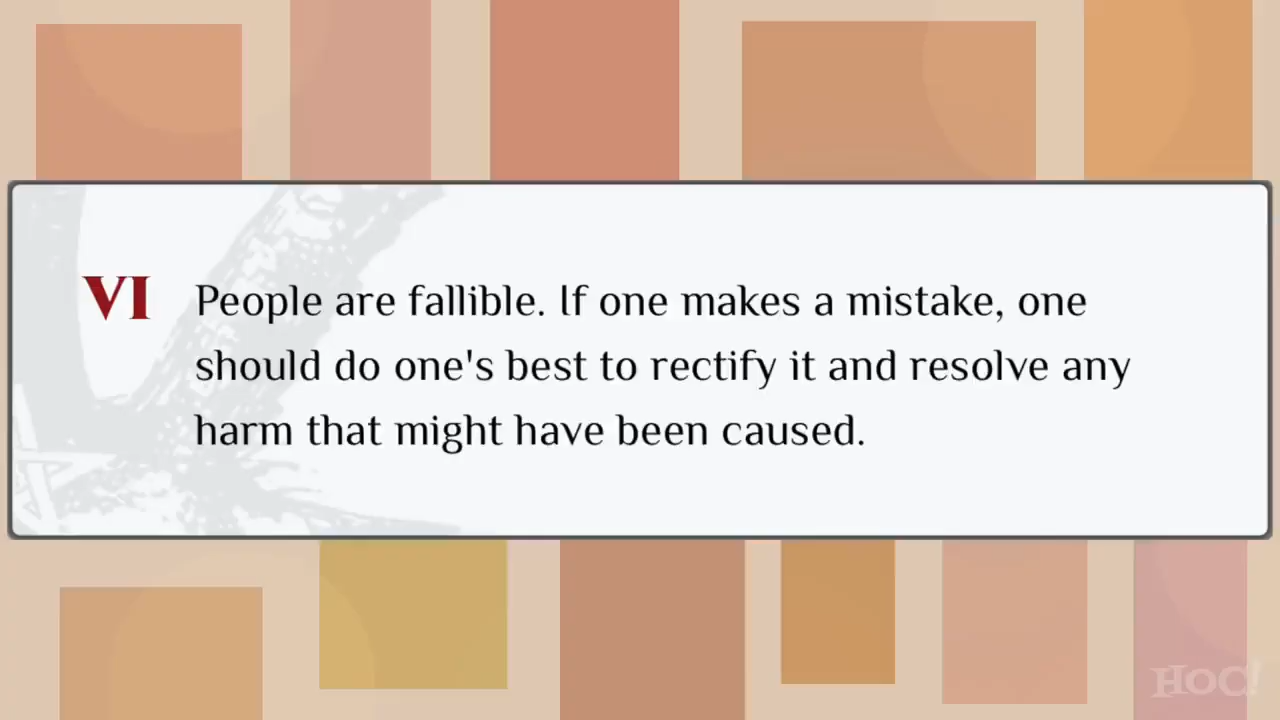 VI People are fallible. If one makes a mistake, one
should do one's best to rectify it and resolve any
harm that might have been caused.
HOC!